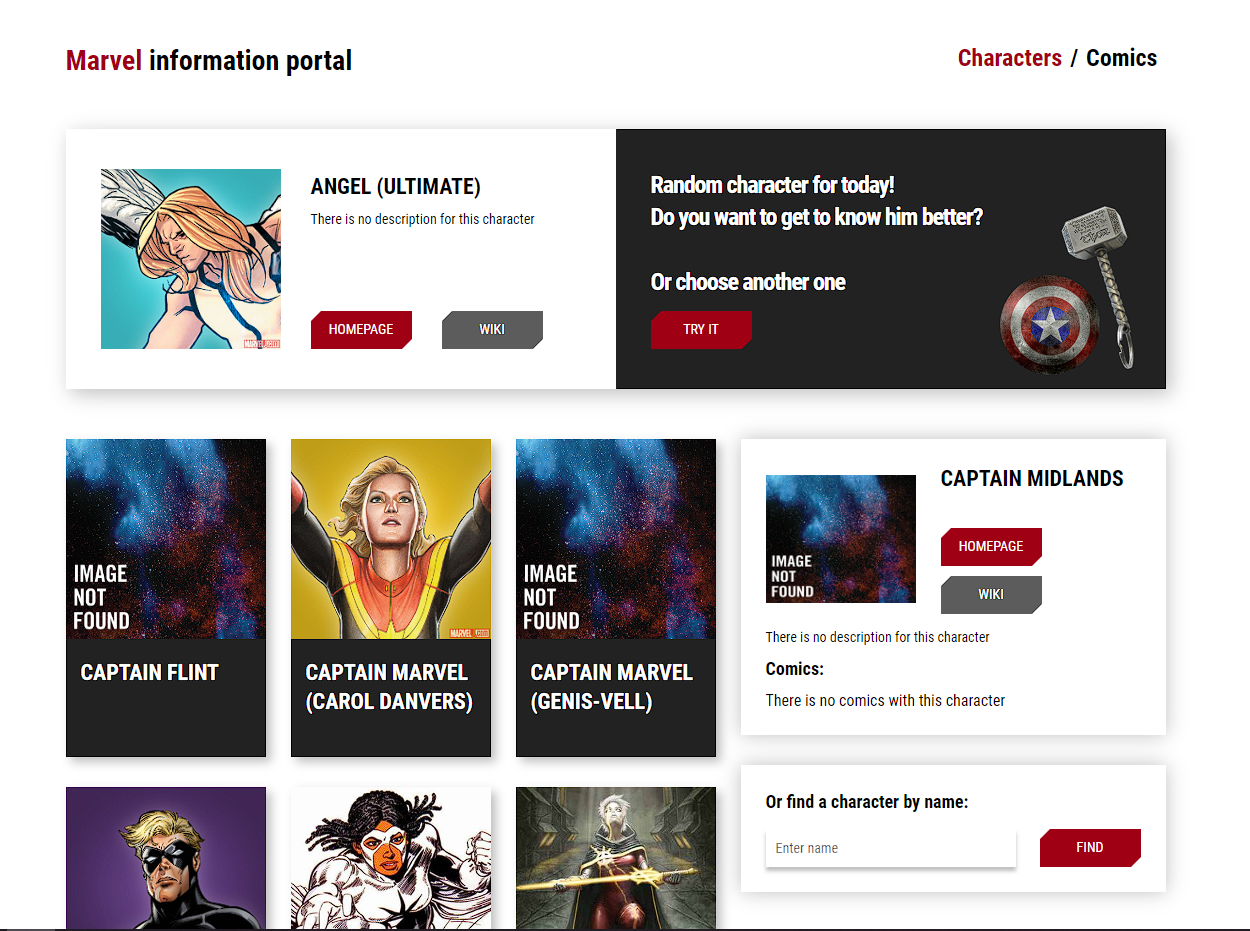 Marvel information portal
Characters / Comics
ANGEL (ULTIMATE)
There is no description for this character
HOMEPAGE
WIKI
Random character for today!
Do you want to get to know him better?
Or choose another one
TRY IT
IMAGE
NOT
FOUND
CAPTAIN FLINT
MARVEL.COM
CAPTAIN MARVEL
(CAROL DANVERS)
IMAGE
NOT
FOUND
CAPTAIN MARVEL
(GENIS-VELL)
IMAGE
NOT
FOUND
CAPTAIN MIDLANDS
HOMEPAGE
WIKI
There is no description for this character
Comics:
There is no comics with this character
Or find a character by name:
Enter name
FIND